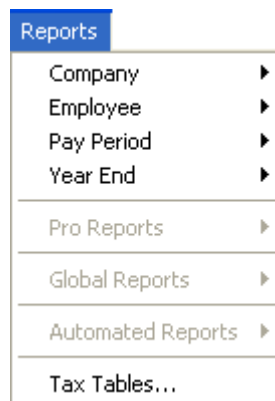 Reports
Company
Employee
Pay Period
Year End
Pro Reports
Global Reports
Automated Reports
Tax Tables...